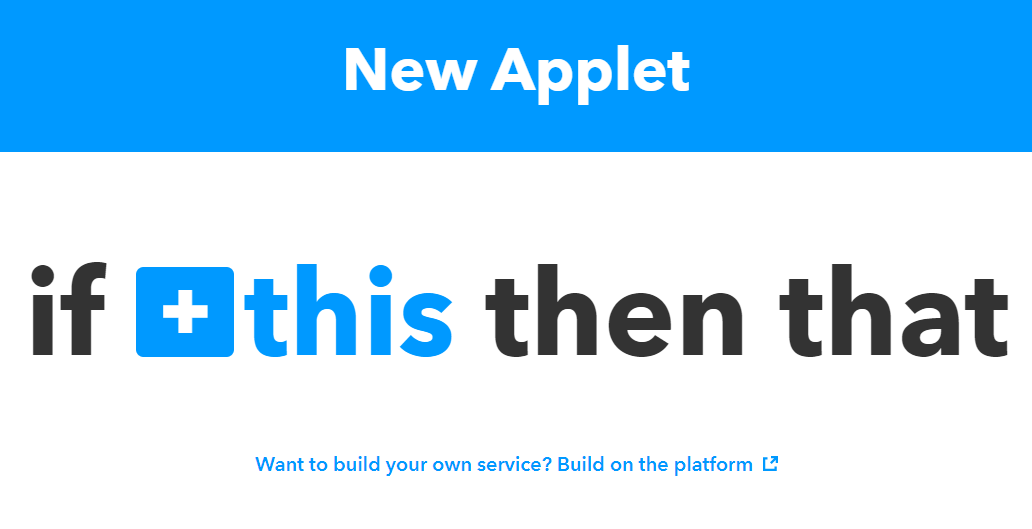 New Applet
if +this then that
Want to build your own service? Build on the platform